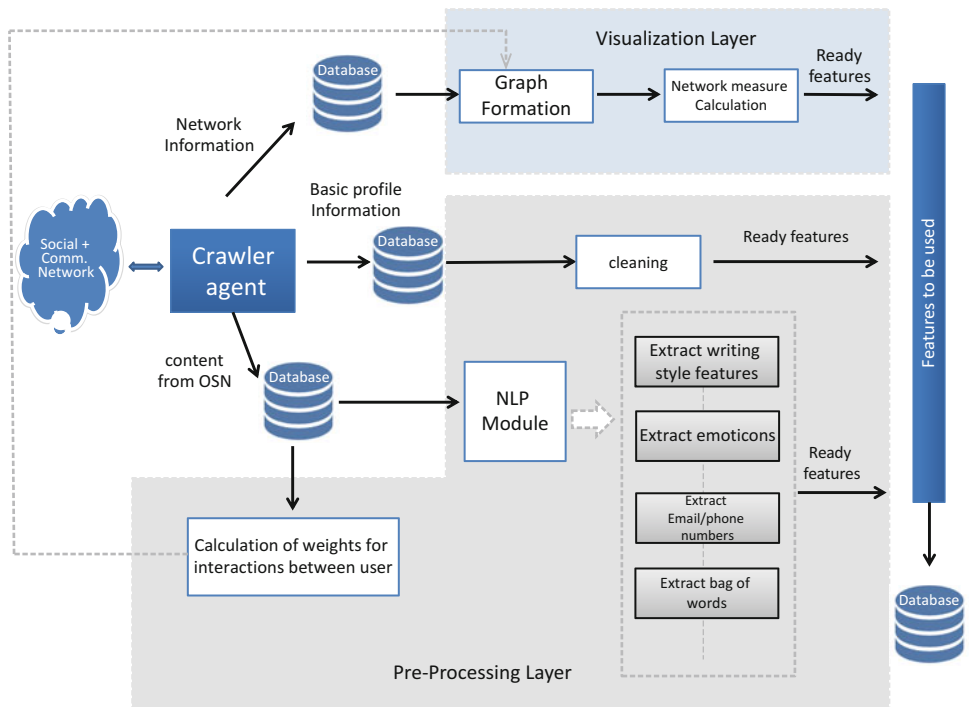 Visualization Layer
Database
Graph
Formation
Network measure
Calculation
Ready
features
Network
Information
Basic profile
Information
Social +
Comm.
Network
Crawler
agent
Database
cleaning
Ready features
Features to be used
content
from OSN
Database
NLP
Module
Extract writing
style features
Extract emoticons
Extract
Email/phone
numbers
Extract bag of
words
Ready
features
Calculation of weights for
interactions between user
Database
Pre-Processing Layer